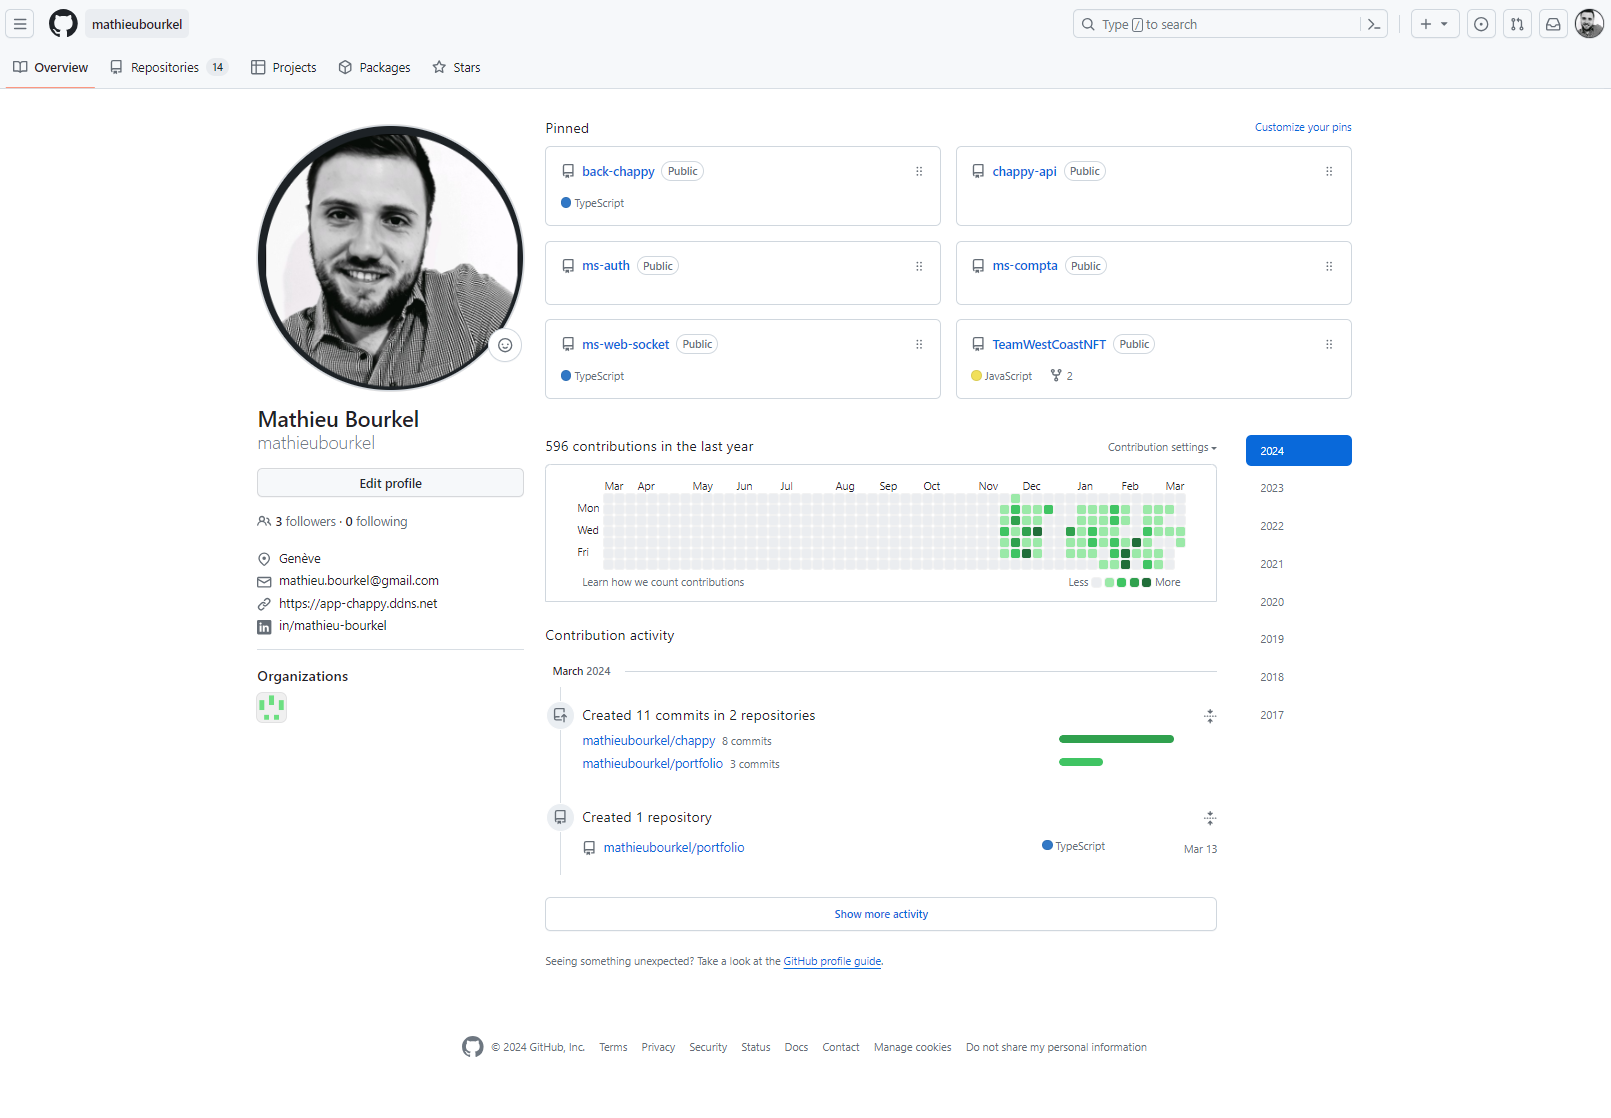 mathieubourkel
Type / to search
Overview
Repositories 14
Projects
Packages
Stars
Mathieu Bourkel
mathieubourkel
Edit profile
3 followers · 0 following
Genève
mathieu.bourkel@gmail.com
https://app-chappy.ddns.net
in/mathieu-bourkel
Organizations
Pinned
Customize your pins
back-chappy Public
TypeScript
chappy-api Public
ms-auth Public
ms-compta Public
ms-web-socket Public
TypeScript
TeamWestCoastNFT Public
JavaScript 2
596 contributions in the last year
Contribution settings
Mar Apr May Jun Jul Aug Sep Oct Nov Dec Jan Feb Mar
Mon
Wed
Fri
Learn how we count contributions
Less More
2024
2023
2022
2021
2020
2019
2018
2017
Contribution activity
March 2024
Created 11 commits in 2 repositories
mathieubourkel/chappy 8 commits
mathieubourkel/portfolio 3 commits
Created 1 repository
mathieubourkel/portfolio TypeScript Mar 13
Show more activity
Seeing something unexpected? Take a look at the GitHub profile guide.
© 2024 GitHub, Inc. Terms Privacy Security Status Docs Contact Manage cookies Do not share my personal information